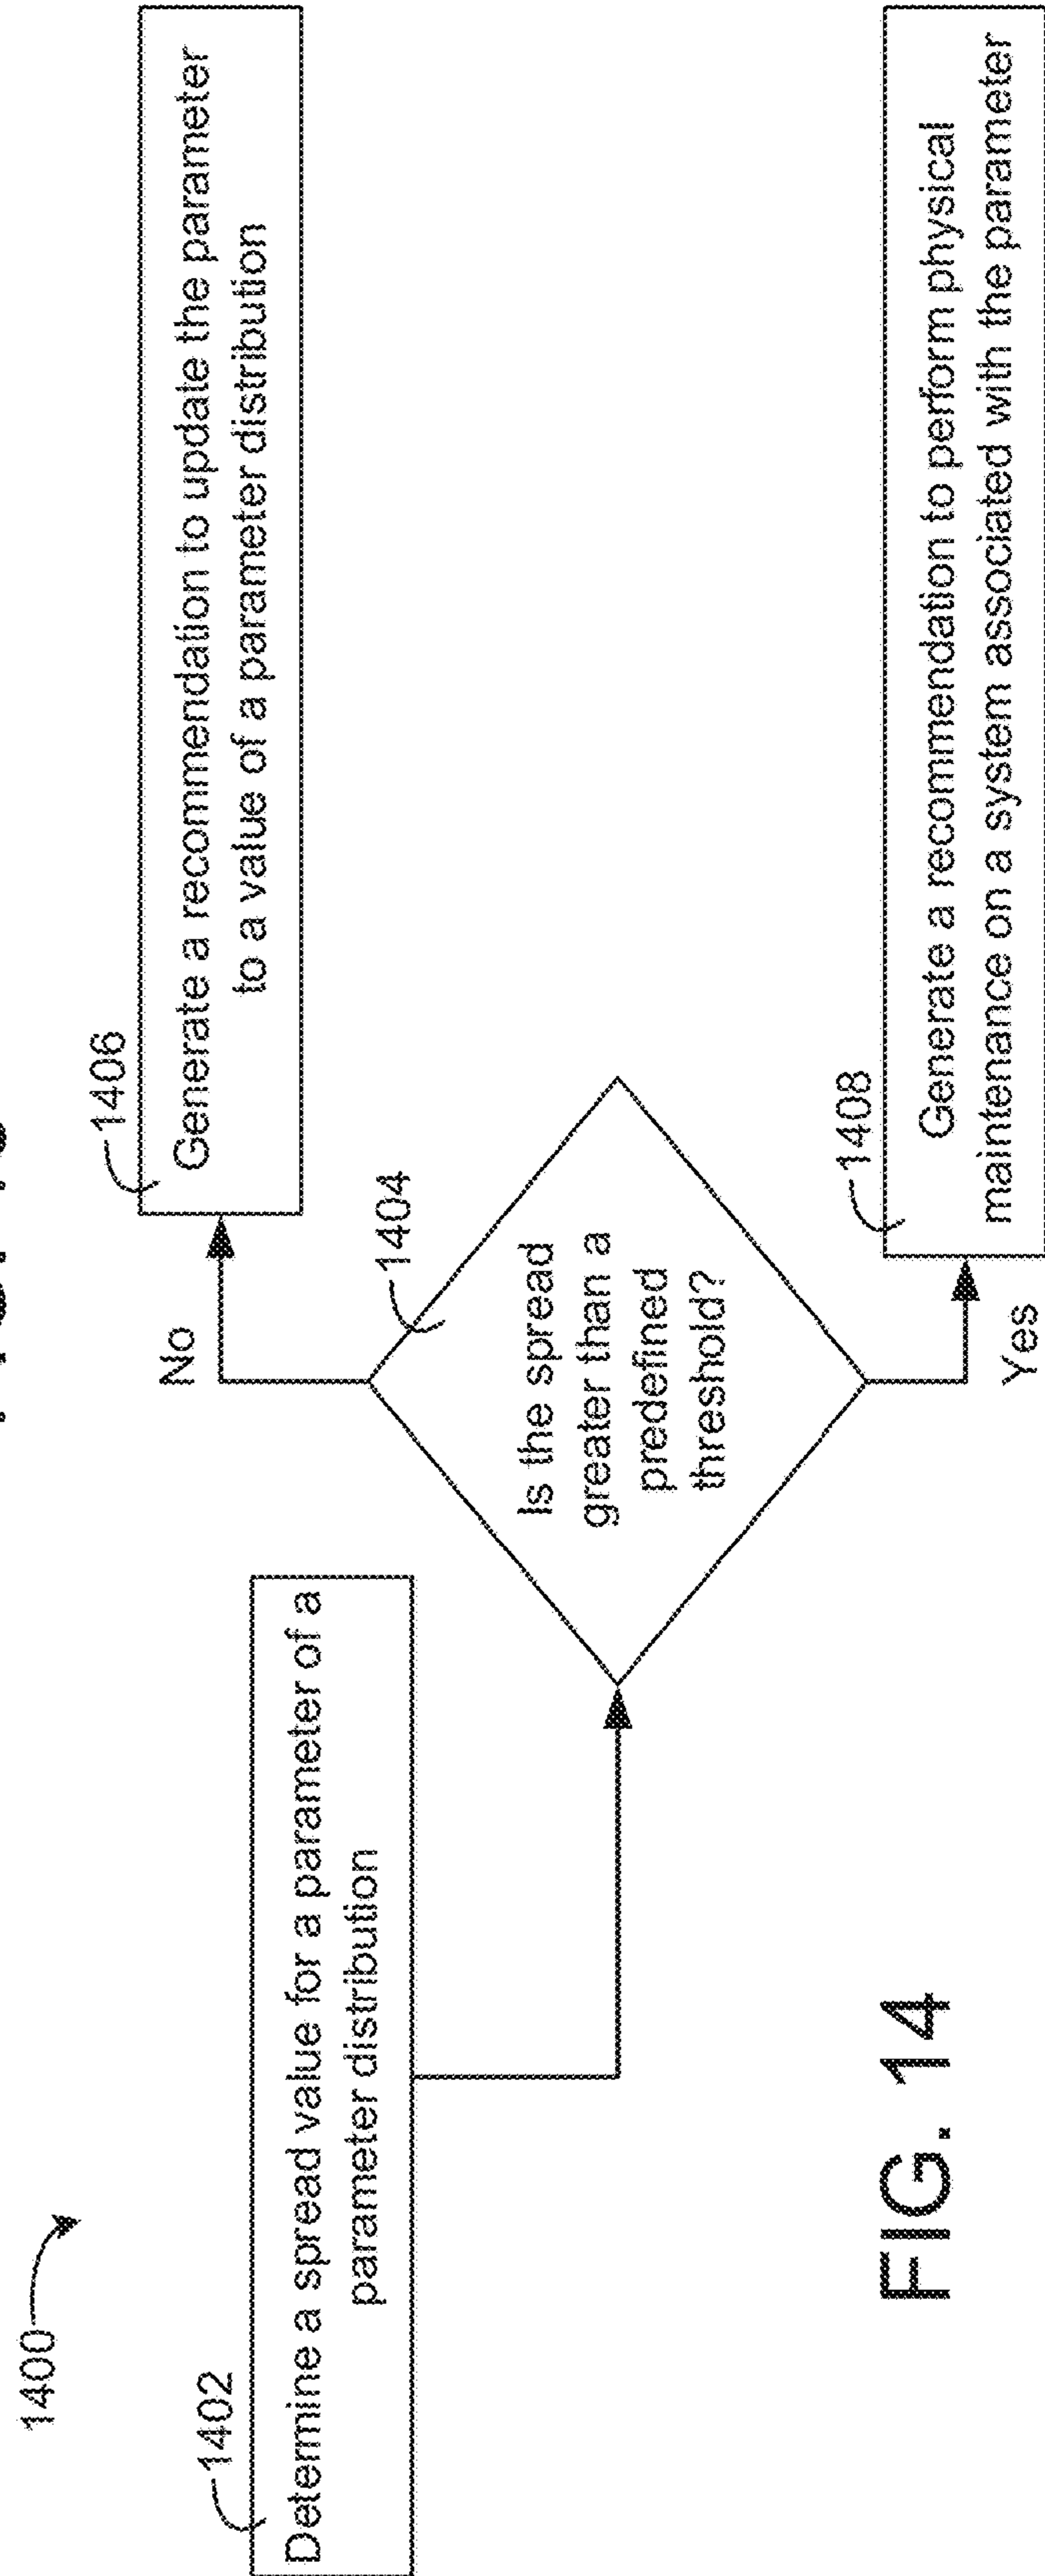 1400
1402
Determine a spread value for a parameter of a
parameter distribution
1404
Is the spread
greater than a
predefined
threshold?
No
1406
Generate a recommendation to update the parameter
to a value of a parameter distribution
Yes
1408
Generate a recommendation to perform physical
maintenance on a system associated with the parameter
FIG. 14